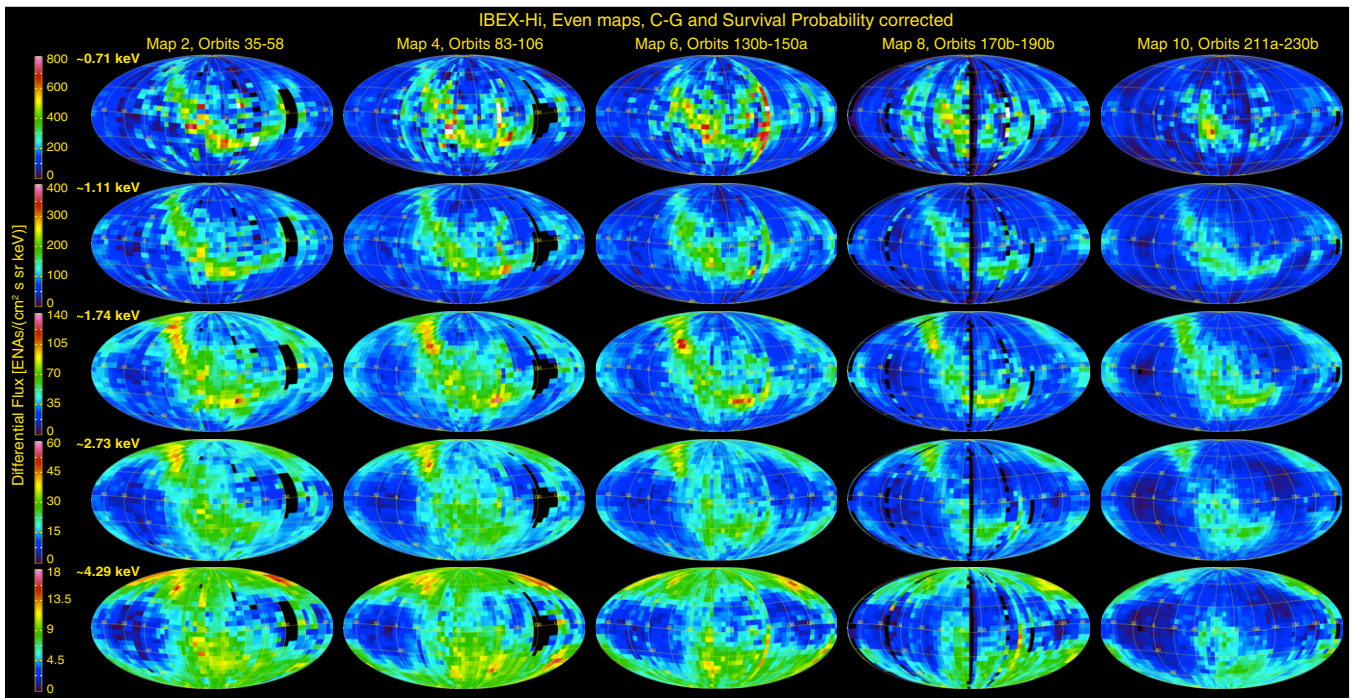 IBEX-Hi, Even maps, C-G and Survival Probability corrected
Map 2, Orbits 35-58
Map 4, Orbits 83-106
Map 6, Orbits 130b-150a
Map 8, Orbits 170b-190b
Map 10, Orbits 211a-230b
Differential Flux [ENAs/(cm² s sr keV)]
~0.71 keV
800
600
400
200
0
~1.11 keV
400
300
200
100
0
~1.74 keV
140
105
70
35
0
~2.73 keV
60
45
30
15
0
~4.29 keV
18
13.5
9
4.5
0